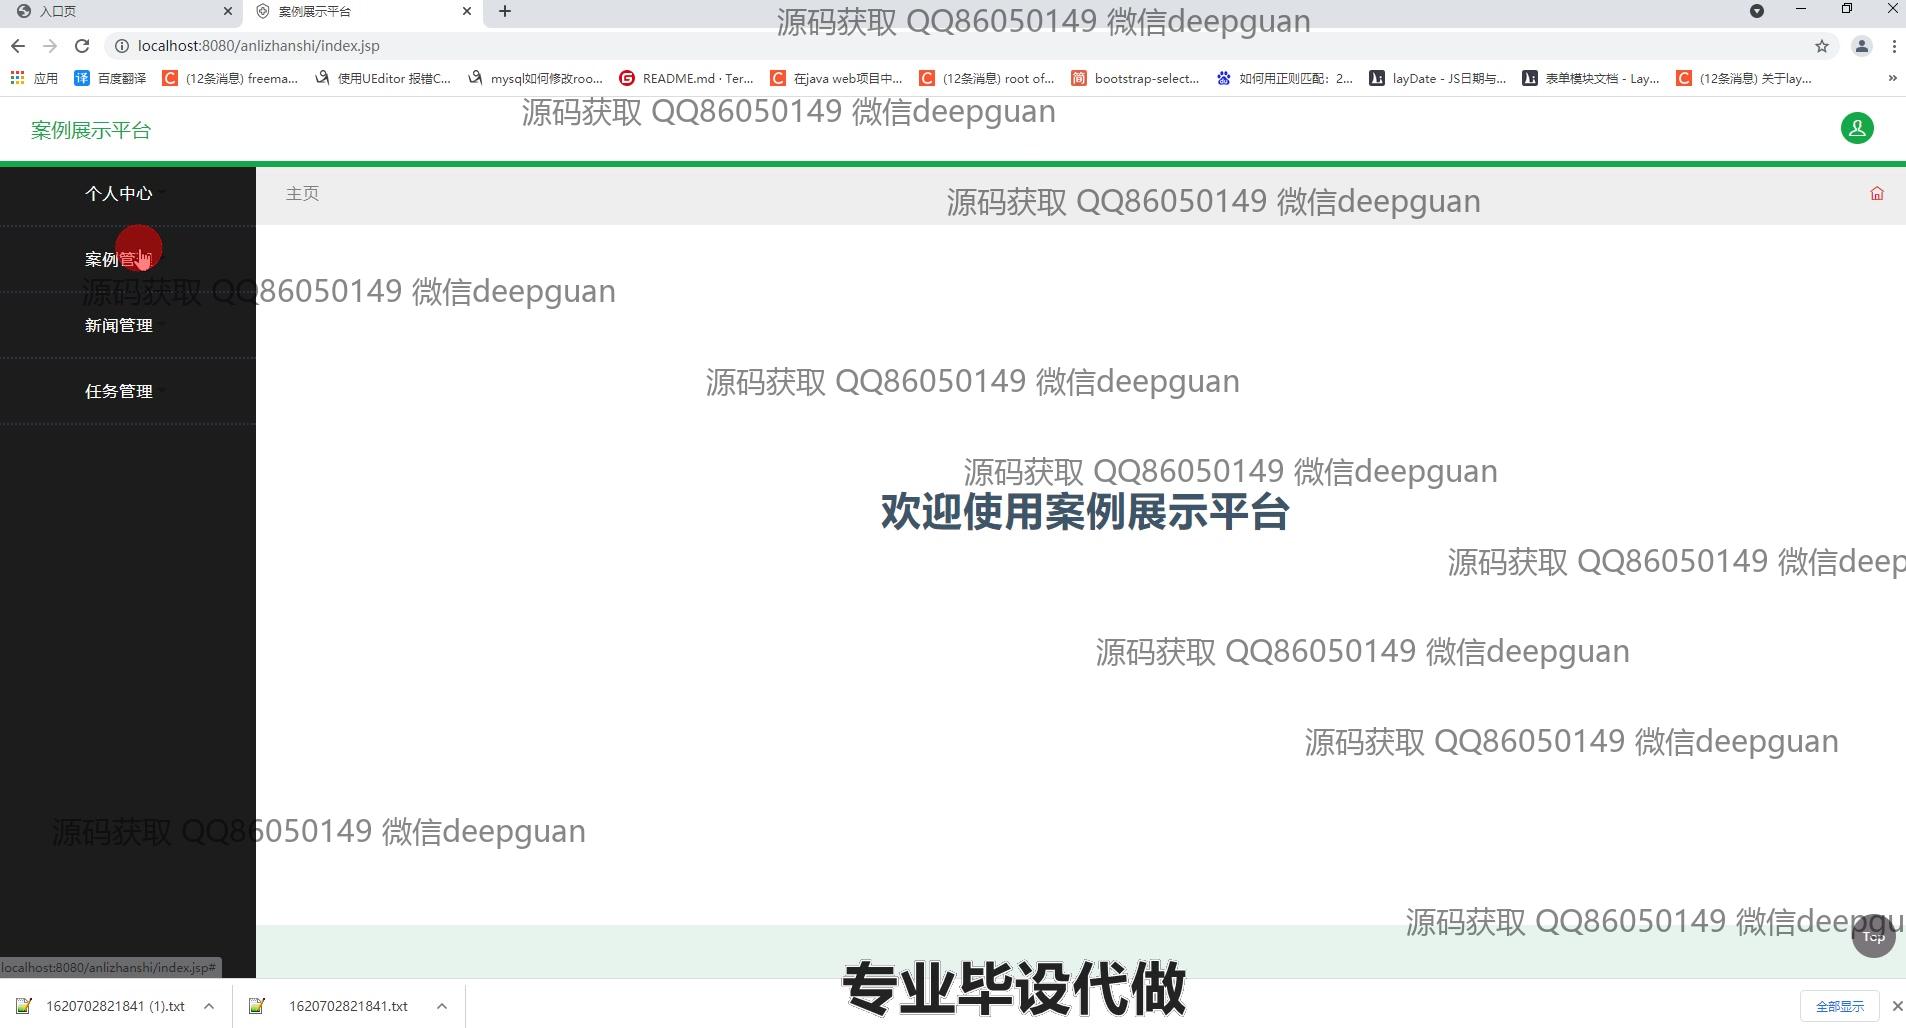 入口页
案例展示平台
源码获取 QQ86050149 微信deepguan
localhost:8080/anlizhanshi/index.jsp
应用
百度翻译
(12条消息) freema...
使用UEditor 报错C...
mysql如何修改roo...
README.md · Ter...
在java web项目中...
(12条消息) root of...
bootstrap-select...
如何用正则匹配：2...
layDate - JS日期与...
表单模块文档 - Lay...
(12条消息) 关于lay...
源码获取 QQ86050149 微信deepguan
案例展示平台
个人中心
主页
源码获取 QQ86050149 微信deepguan
案例管理
源码获取 QQ86050149 微信deepguan
新闻管理
源码获取 QQ86050149 微信deepguan
任务管理
源码获取 QQ86050149 微信deepguan
欢迎使用案例展示平台
源码获取 QQ86050149 微信deep
源码获取 QQ86050149 微信deepguan
源码获取 QQ86050149 微信deepguan
源码获取 QQ86050149 微信deepguan
源码获取 QQ86050149 微信deepgu
Top
localhost:8080/anlizhanshi/index.jsp#
专业毕设代做
1620702821841 (1).txt
1620702821841.txt
全部显示